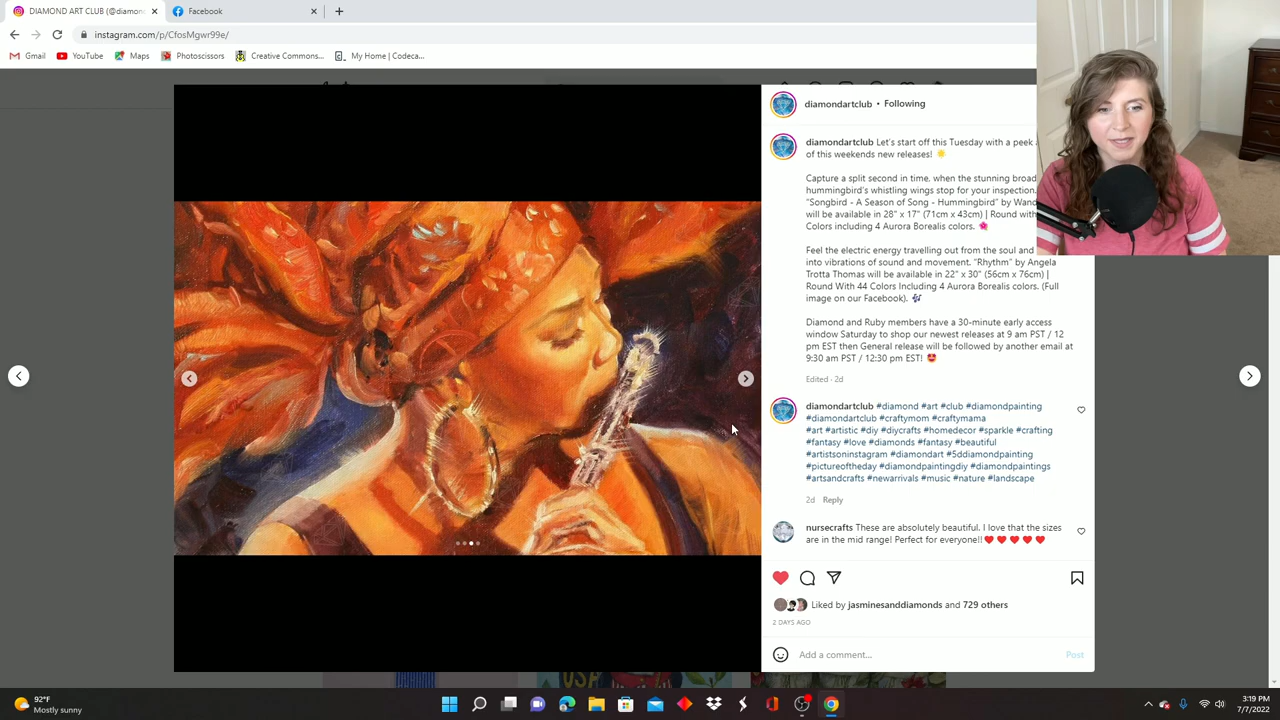 DIAMOND ART CLUB (@diamon
Facebook
instagram.com/p/CfosMgwr99e/
Gmail
YouTube
Maps
Photoscissors
Creative Commons...
My Home | Codeca...
diamondartclub • Following
diamondartclub Let's start off this Tuesday with a peek
of this weekends new releases! ☀️
Capture a split second in time, when the stunning broad
hummingbird's whistling wings stop for your inspection.
"Songbird - A Season of Song - Hummingbird" by
will be available in 28" x 17" (71cm x 43cm) | Round with
Colors including 4 Aurora Borealis colors. 🌺
Feel the electric energy travelling out from the soul and
into vibrations of sound and movement. "Rhythm" by Angela
Trotta Thomas will be available in 22" x 30" (56cm x 76cm) |
Round With 44 Colors Including 4 Aurora Borealis colors. (Full
image on our Facebook). 🎶
Diamond and Ruby members have a 30-minute early access
window Saturday to shop our newest releases at 9 am PST / 12
pm EST then General release will be followed by another email at
9:30 am PST / 12:30 pm EST! 🤩
Edited · 2d
diamondartclub #diamond #art #club #diamondpainting
#diamondartclub #craftymom #craftymama
#art #artistic #diy #diycrafts #homedecor #sparkle #crafting
#fantasy #love #diamonds #fantasy #beautiful
#artistsoninstagram #diamondart #5ddiamondpainting
#pictureoftheday #diamondpaintingdiy #diamondpaintings
#artsandcrafts #newarrivals #music #nature #landscape
2d Reply
nursecrafts These are absolutely beautiful. I love that the sizes
are in the mid range! Perfect for everyone!!❤️❤️❤️❤️❤️
Liked by jasminesanddiamonds and 729 others
2 DAYS AGO
Add a comment...
Post
USA
92°F
Mostly sunny
3:19 PM
7/7/2022